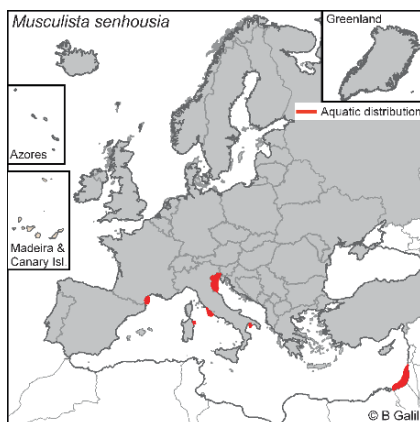 Musculista senhousia
Greenland
Aquatic distribution
Azores
Madeira &
Canary Isl.
© B Galil